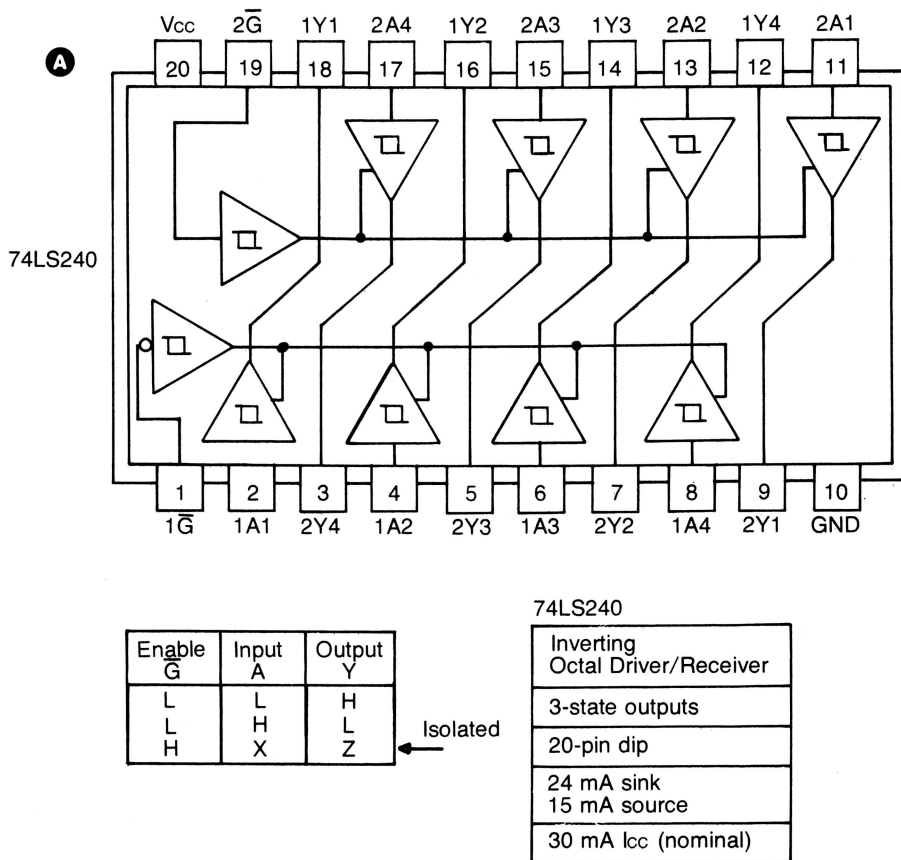 Vcc 2G̅ 1Y1 2A4 1Y2 2A3 1Y3 2A2 1Y4 2A1
A
20 19 18 17 16 15 14 13 12 11
74LS240
1 2 3 4 5 6 7 8 9 10
1G̅ 1A1 2Y4 1A2 2Y3 1A3 2Y2 1A4 2Y1 GND
Enable G̅ Input A Output Y
L L H
L H L
H X Z
Isolated
74LS240
Inverting
Octal Driver/Receiver
3-state outputs
20-pin dip
24 mA sink
15 mA source
30 mA Icc (nominal)